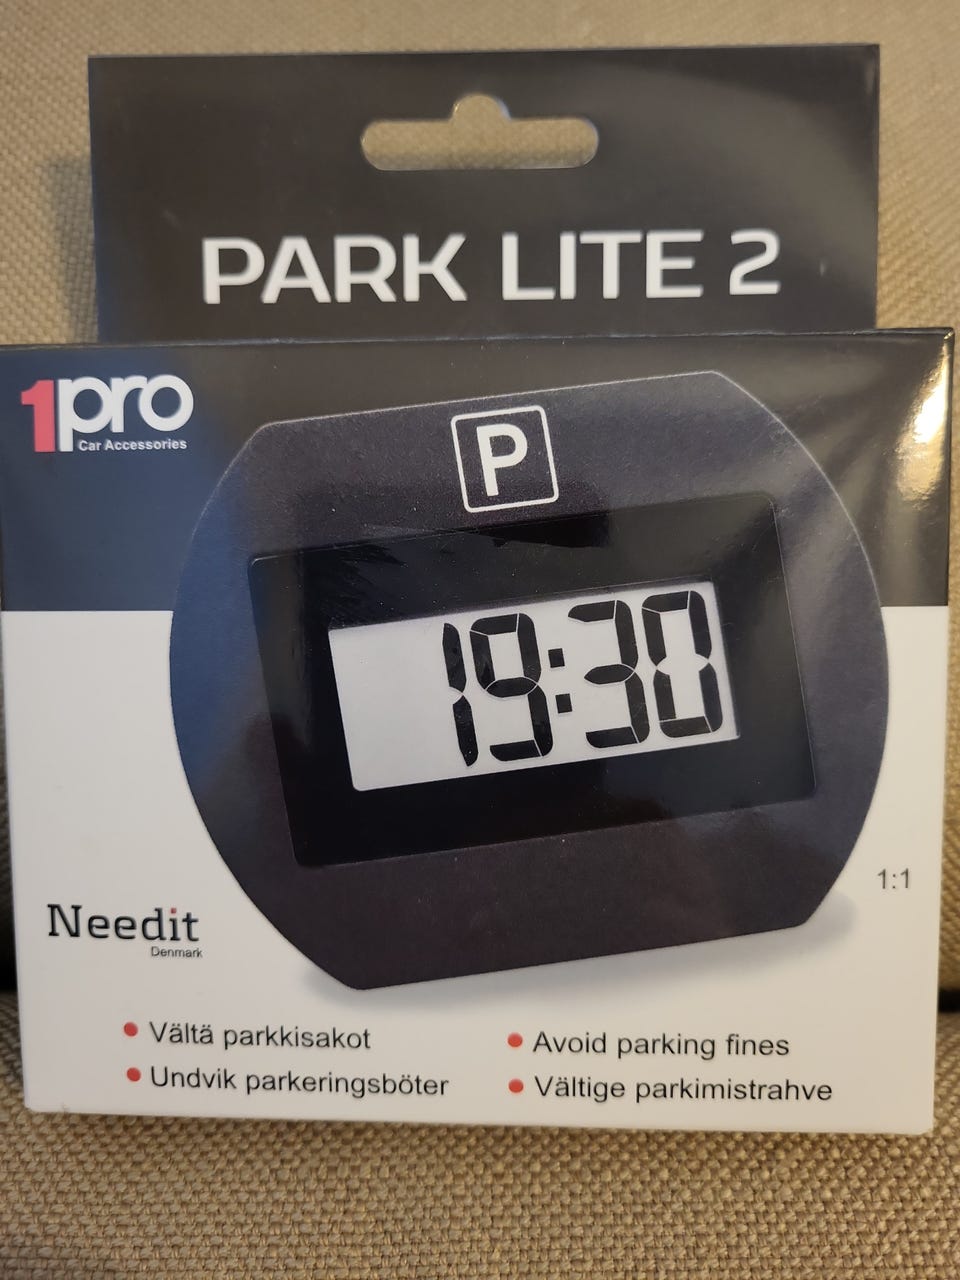 PARK LITE 2
1pro
Car Accessories
P
19:30
1:1
Needit
Denmark
• Vältä parkkisakot
• Undvik parkeringsböter
• Avoid parking fines
• Vältige parkimistrahve